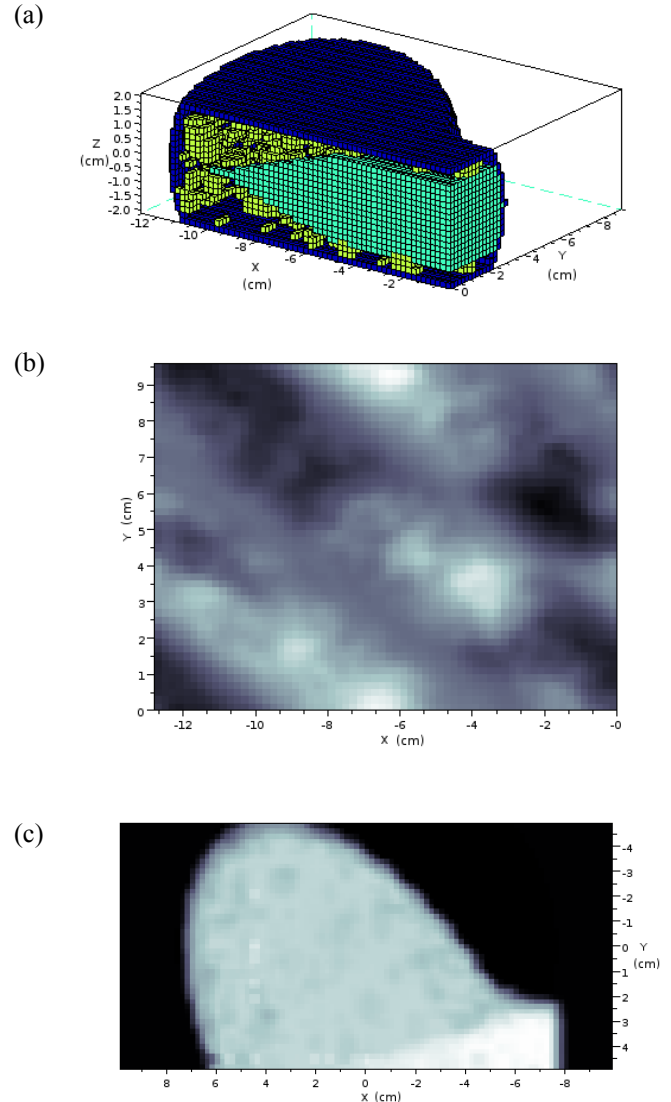 (a)
2.0
1.5
1.0
0.5
Z 0.0
(cm) -0.5
-1.0
-1.5
-2.0
-12 -10 -8 -6 -4 -2 0
X
(cm)
0 2 4 6 8
Y
(cm)
(b)
9
8
7
6
5
4
3
2
1
0
Y (cm)
-12 -10 -8 -6 -4 -2 -0
X (cm)
(c)
-4
-3
-2
-1
0 Y
1 (cm)
2
3
4
8 6 4 2 0 -2 -4 -6 -8
X (cm)